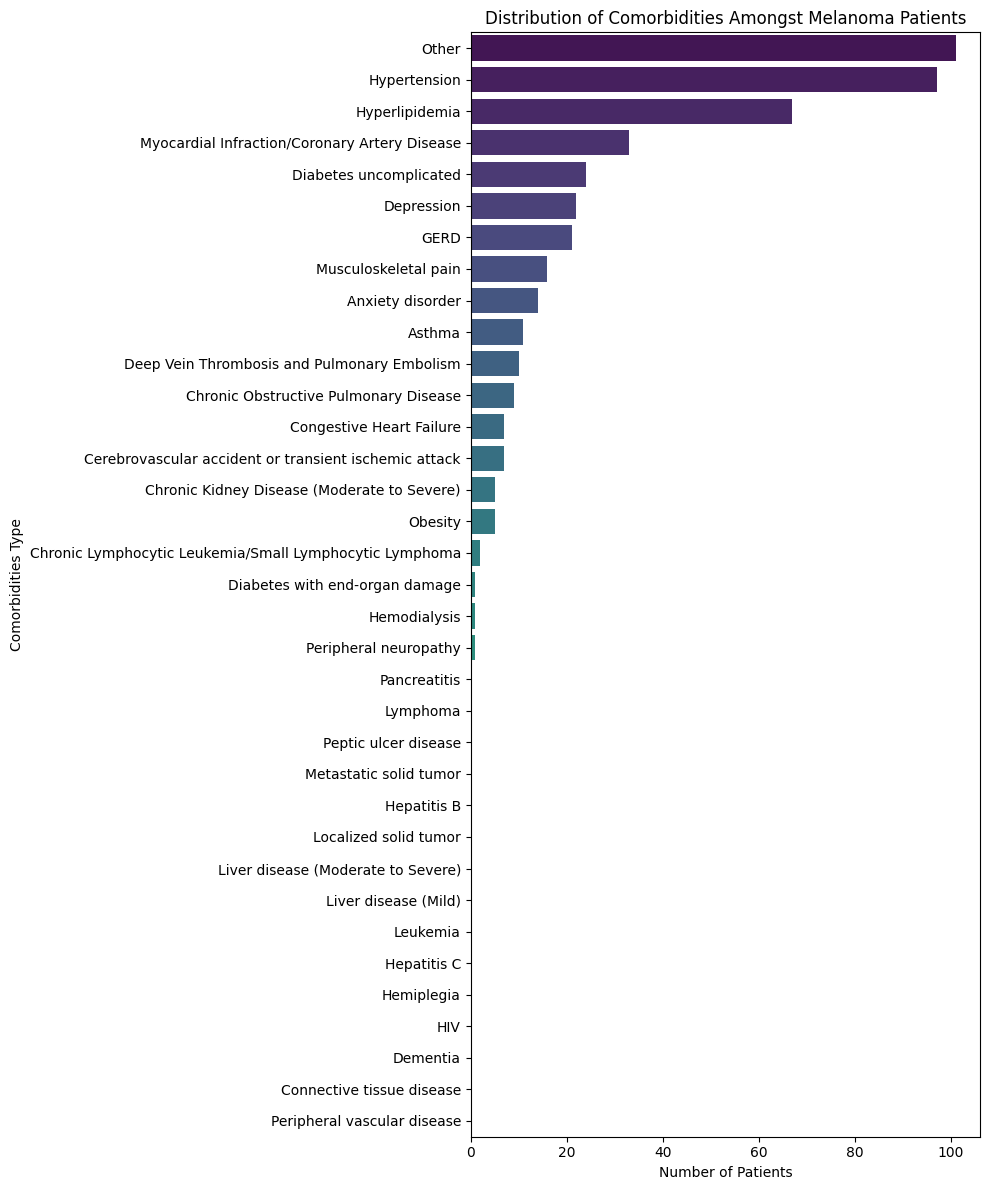 Distribution of Comorbidities Amongst Melanoma Patients
Other
Hypertension
Hyperlipidemia
Myocardial Infraction/Coronary Artery Disease
Diabetes uncomplicated
Depression
GERD
Musculoskeletal pain
Anxiety disorder
Asthma
Deep Vein Thrombosis and Pulmonary Embolism
Chronic Obstructive Pulmonary Disease
Congestive Heart Failure
Cerebrovascular accident or transient ischemic attack
Chronic Kidney Disease (Moderate to Severe)
Obesity
Chronic Lymphocytic Leukemia/Small Lymphocytic Lymphoma
Diabetes with end-organ damage
Hemodialysis
Peripheral neuropathy
Pancreatitis
Lymphoma
Peptic ulcer disease
Metastatic solid tumor
Hepatitis B
Localized solid tumor
Liver disease (Moderate to Severe)
Liver disease (Mild)
Leukemia
Hepatitis C
Hemiplegia
HIV
Dementia
Connective tissue disease
Peripheral vascular disease
Comorbidities Type
0 20 40 60 80 100
Number of Patients